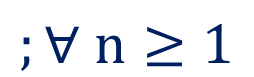 ; ∀ n ≥ 1